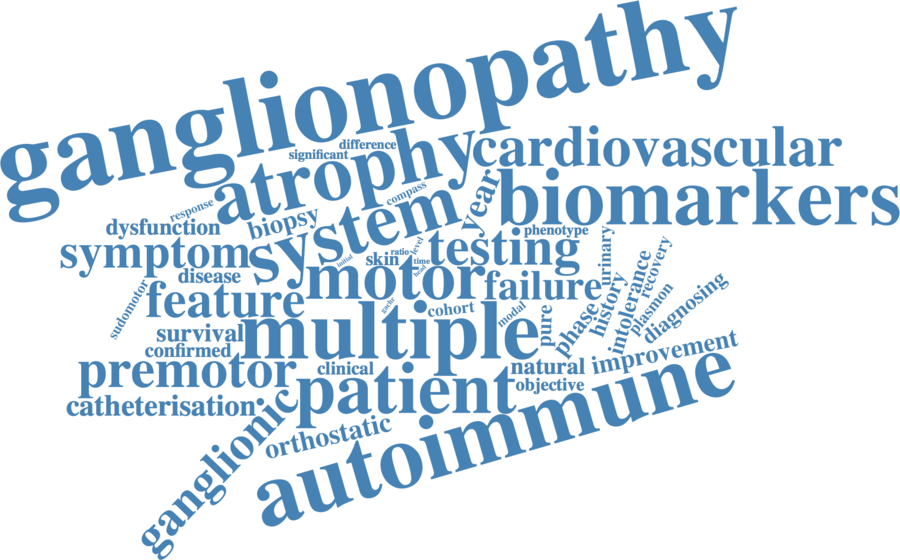 ganglionopathy
difference
significant
atrophy
cardiovascular
compass
response
year
biomarkers
dysfunction
biopsy
system
phenotype
symptom
testing
urinary
level
ratio
skin
time
head
initial
disease
motor
failure
recovery
intolerance
history
plasmon
feature
sudomotor
gachr
cohort
modal
pure
phase
diagnosing
survival
multiple
confirmed
improvement
premotor
clinical
natural
objective
patient
autoimmune
catheterisation
ganglionic
orthostatic